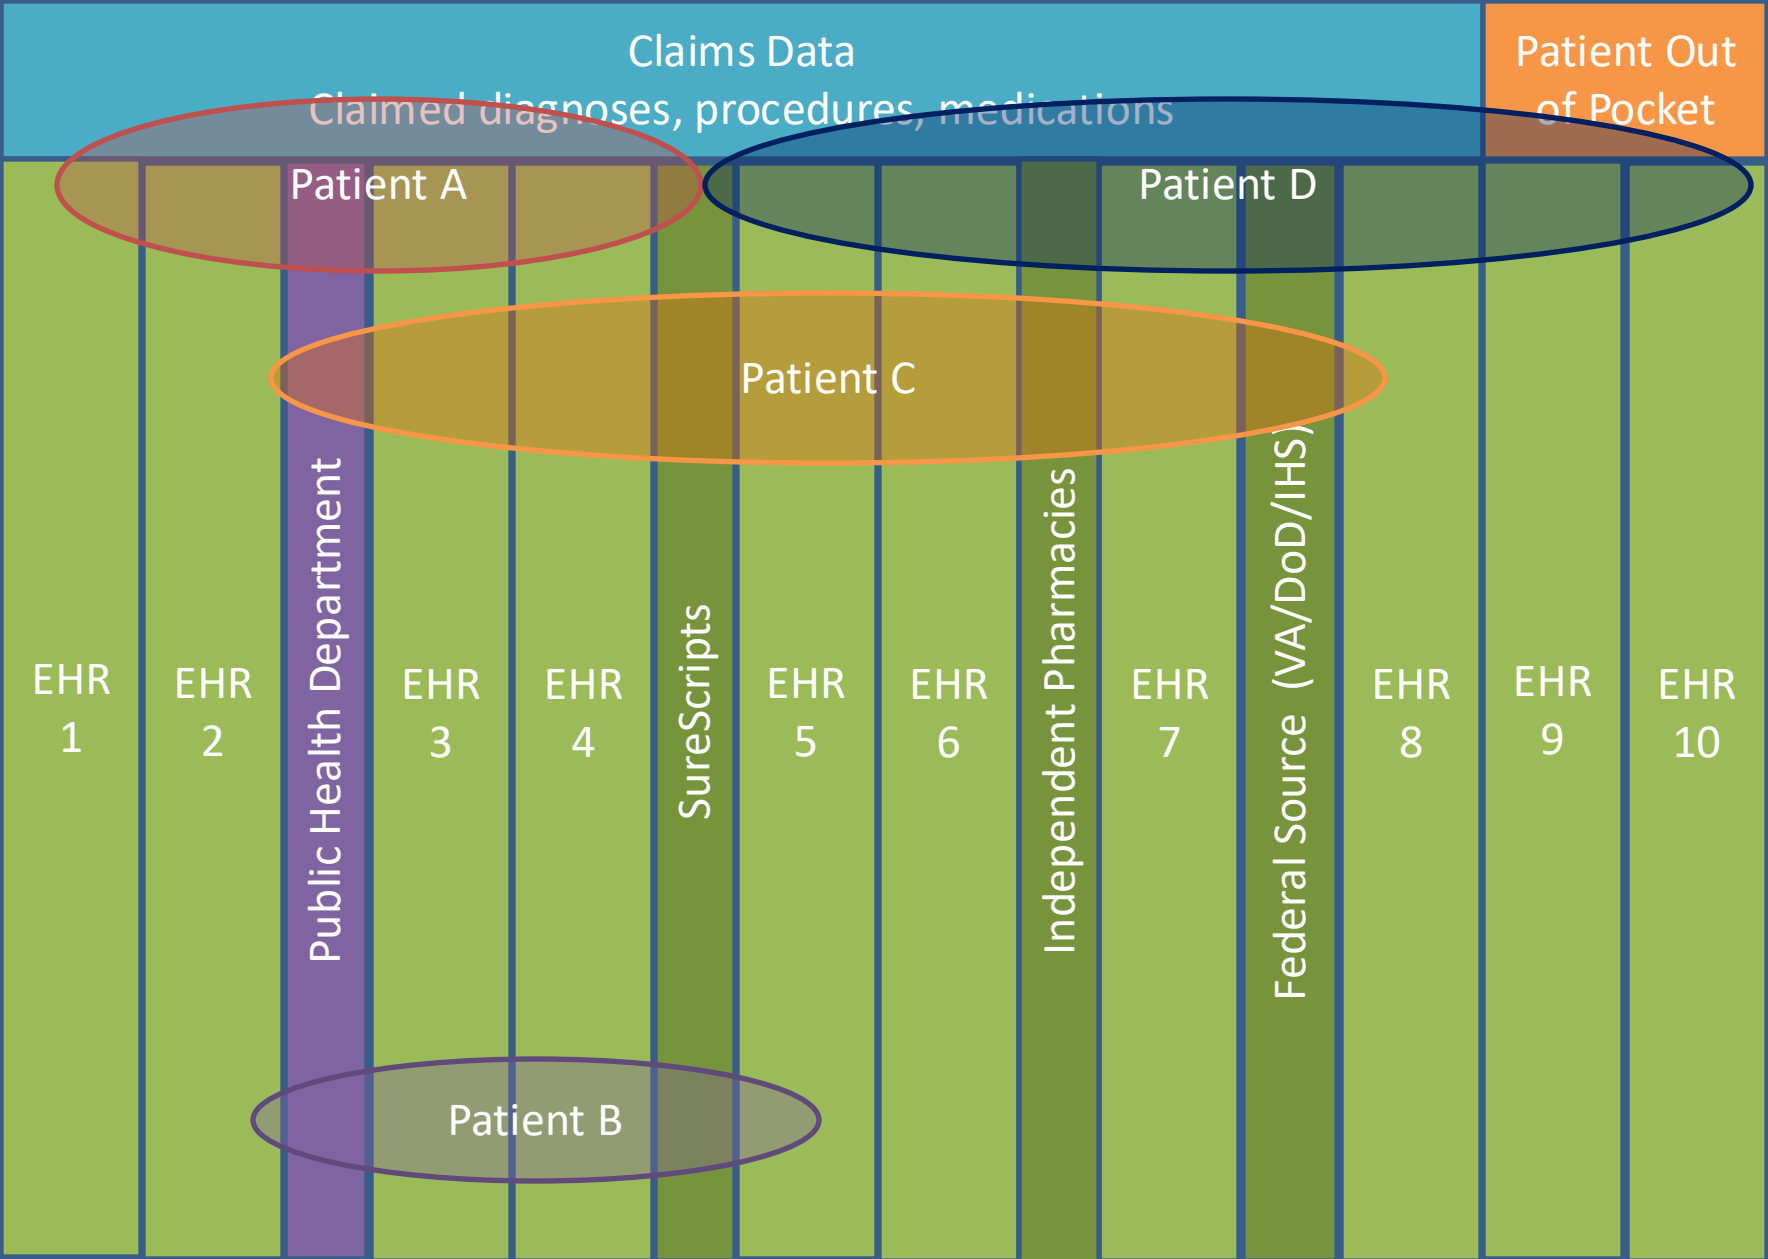 Claims Data
Claimed diagnoses, procedures, medications
Patient Out
of Pocket
Patient A
Patient D
Patient C
Public Health Department
SureScripts
Independent Pharmacies
Federal Source (VA/DoD/IHS)
EHR
1
EHR
2
EHR
3
EHR
4
EHR
5
EHR
6
EHR
7
EHR
8
EHR
9
EHR
10
Patient B